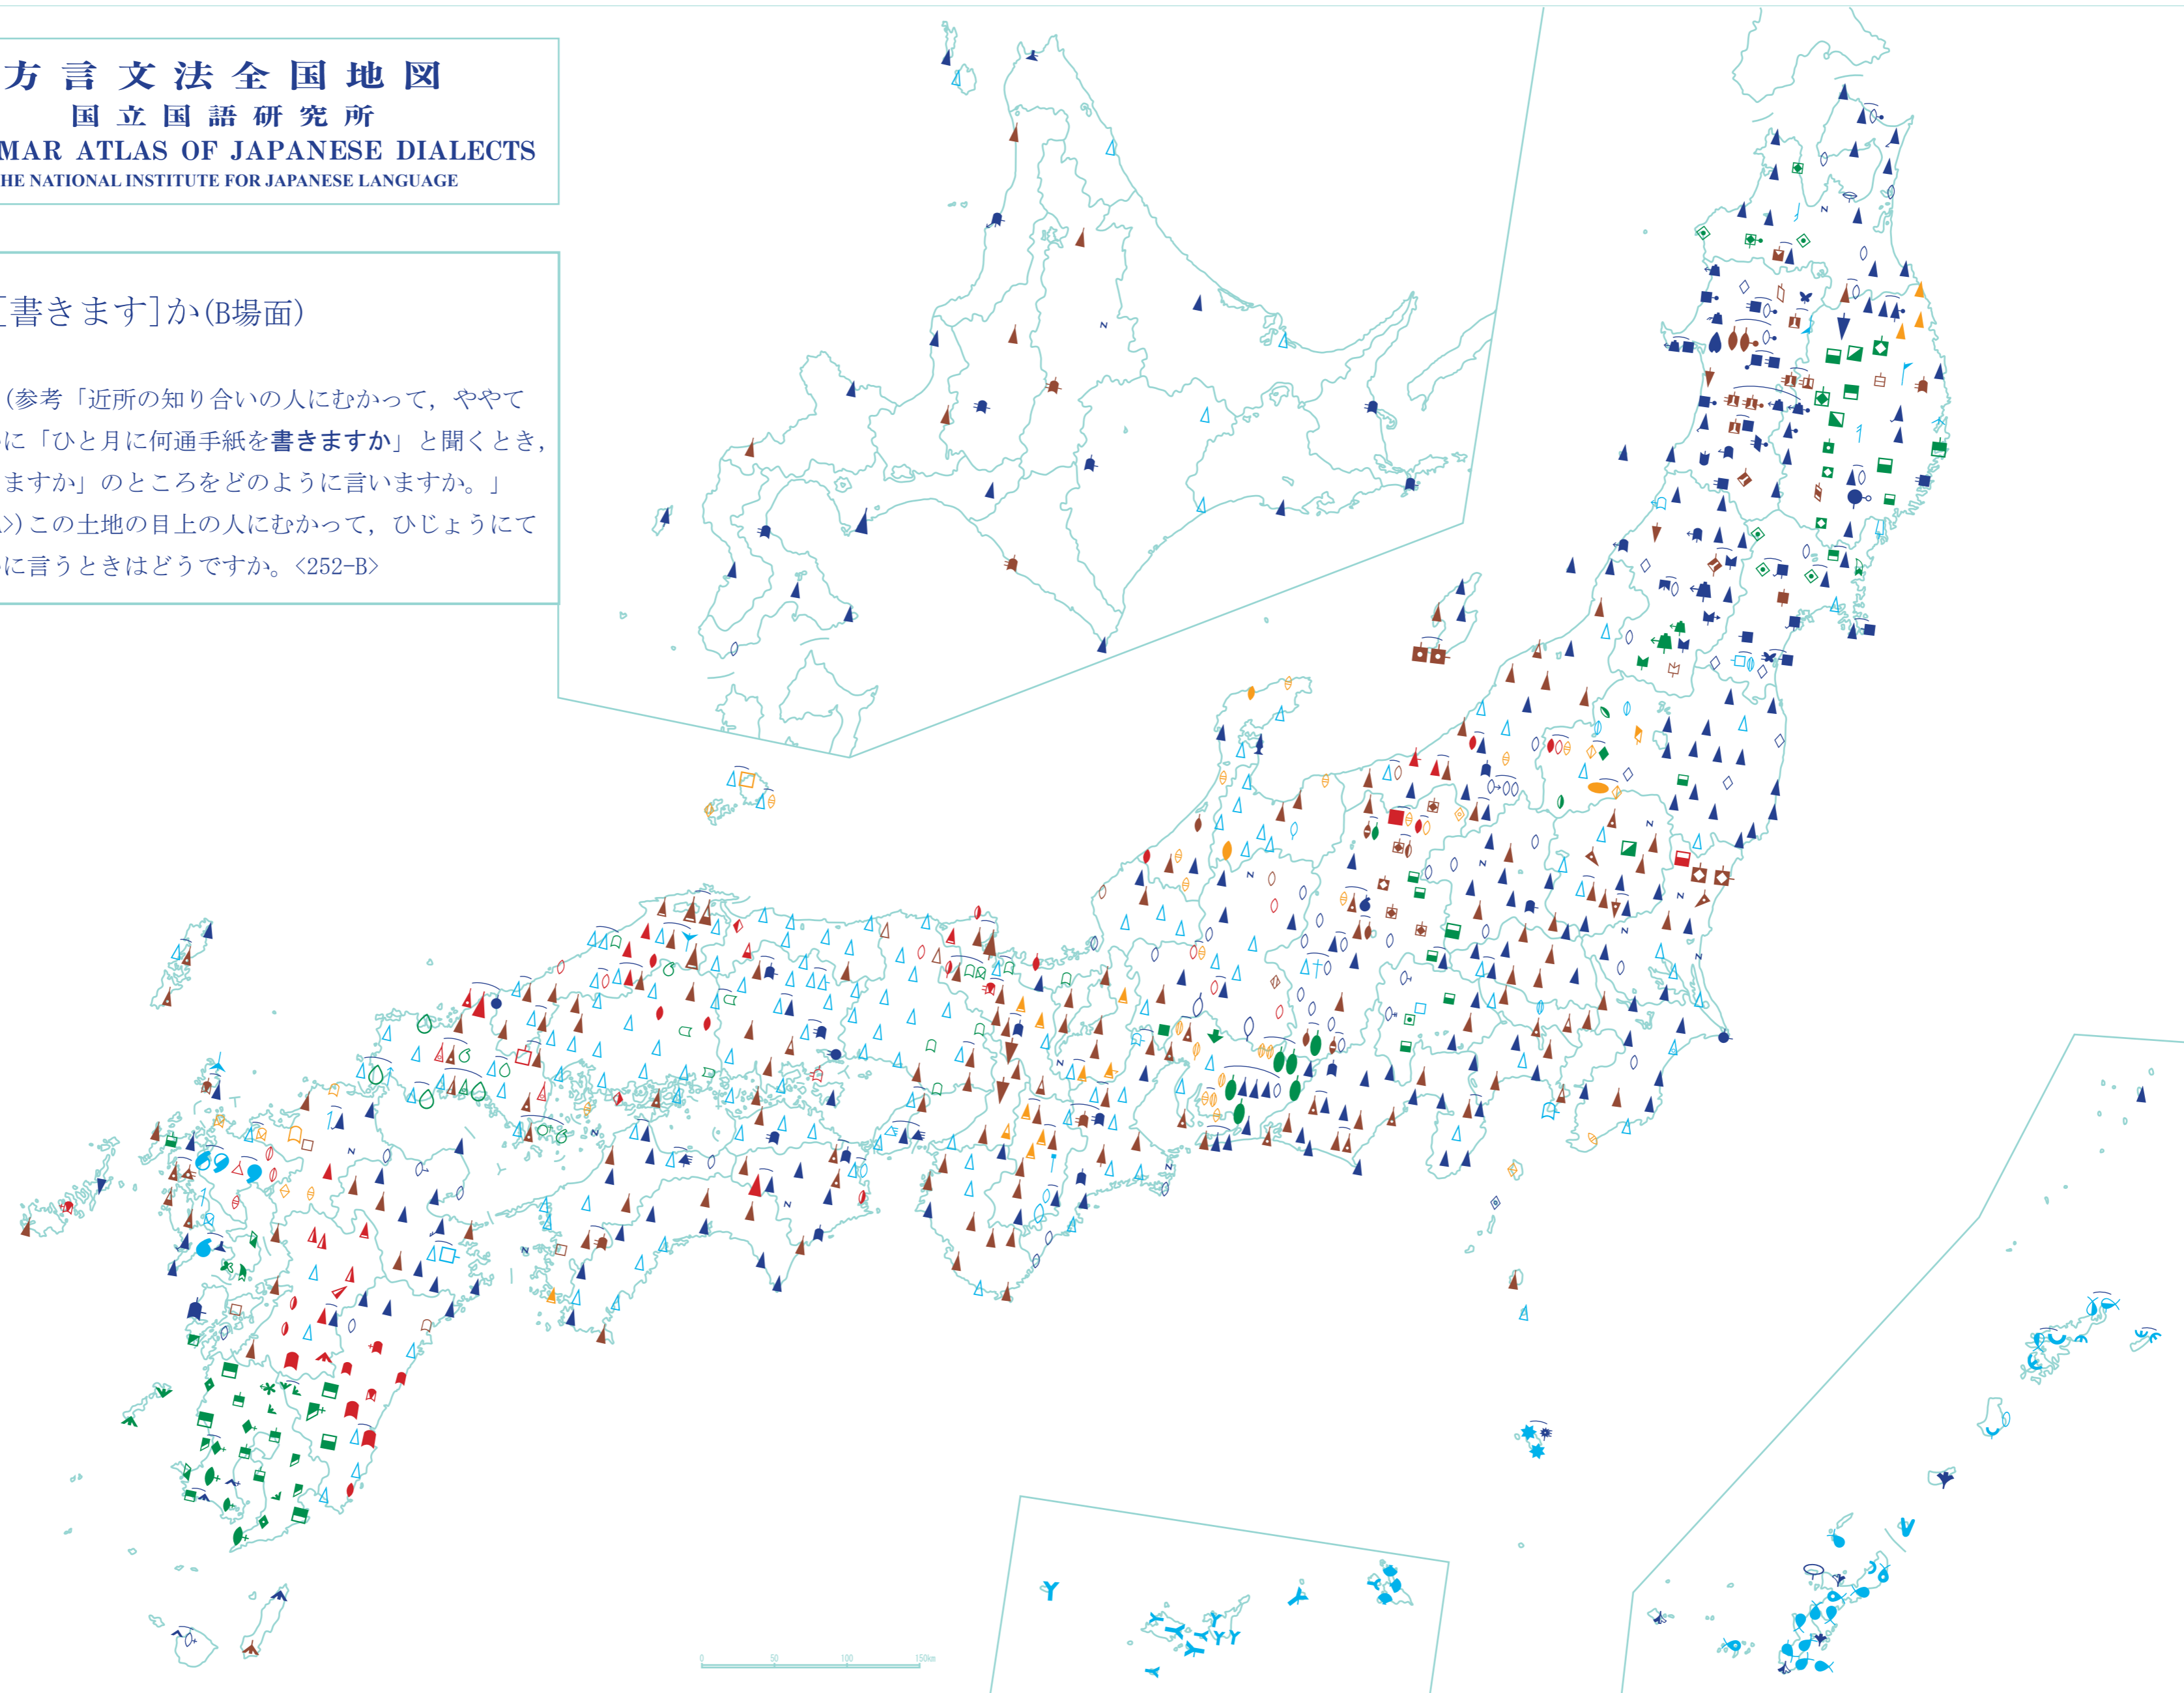 方言文法全国地図
国立国語研究所
MAR ATLAS OF JAPANESE DIALECTS
HE NATIONAL INSTITUTE FOR JAPANESE LANGUAGE
[書きます]か(B場面)
(参考「近所の知り合いの人にむかって，ややて
に「ひと月に何通手紙を書きますか」と聞くとき，
ますか」のところをどのように言いますか。」
>)この土地の目上の人にむかって，ひじょうにて
に言うときはどうですか。<252-B>
0 50 100 150km